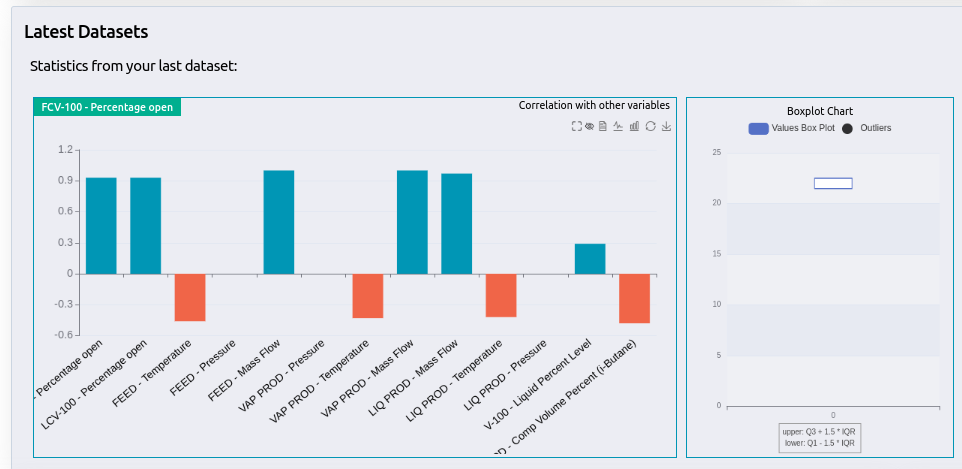 Latest Datasets
Statistics from your last dataset:
FCV-100 - Percentage open
Correlation with other variables
1.2
0.9
0.6
0.3
0
-0.3
-0.6
- Percentage open
LCV-100 - Percentage open
FEED - Temperature
FEED - Pressure
FEED - Mass Flow
VAP PROD - Pressure
VAP PROD - Temperature
VAP PROD - Mass Flow
LIQ PROD - Mass Flow
LIQ PROD - Temperature
LIQ PROD - Pressure
V-100 - Liquid Percent Level
- Comp Volume Percent (i-Butane)
Boxplot Chart
Values Box Plot Outliers
25
20
15
10
5
0
0
upper: Q3 + 1.5 * IQR
lower: Q1 - 1.5 * IQR